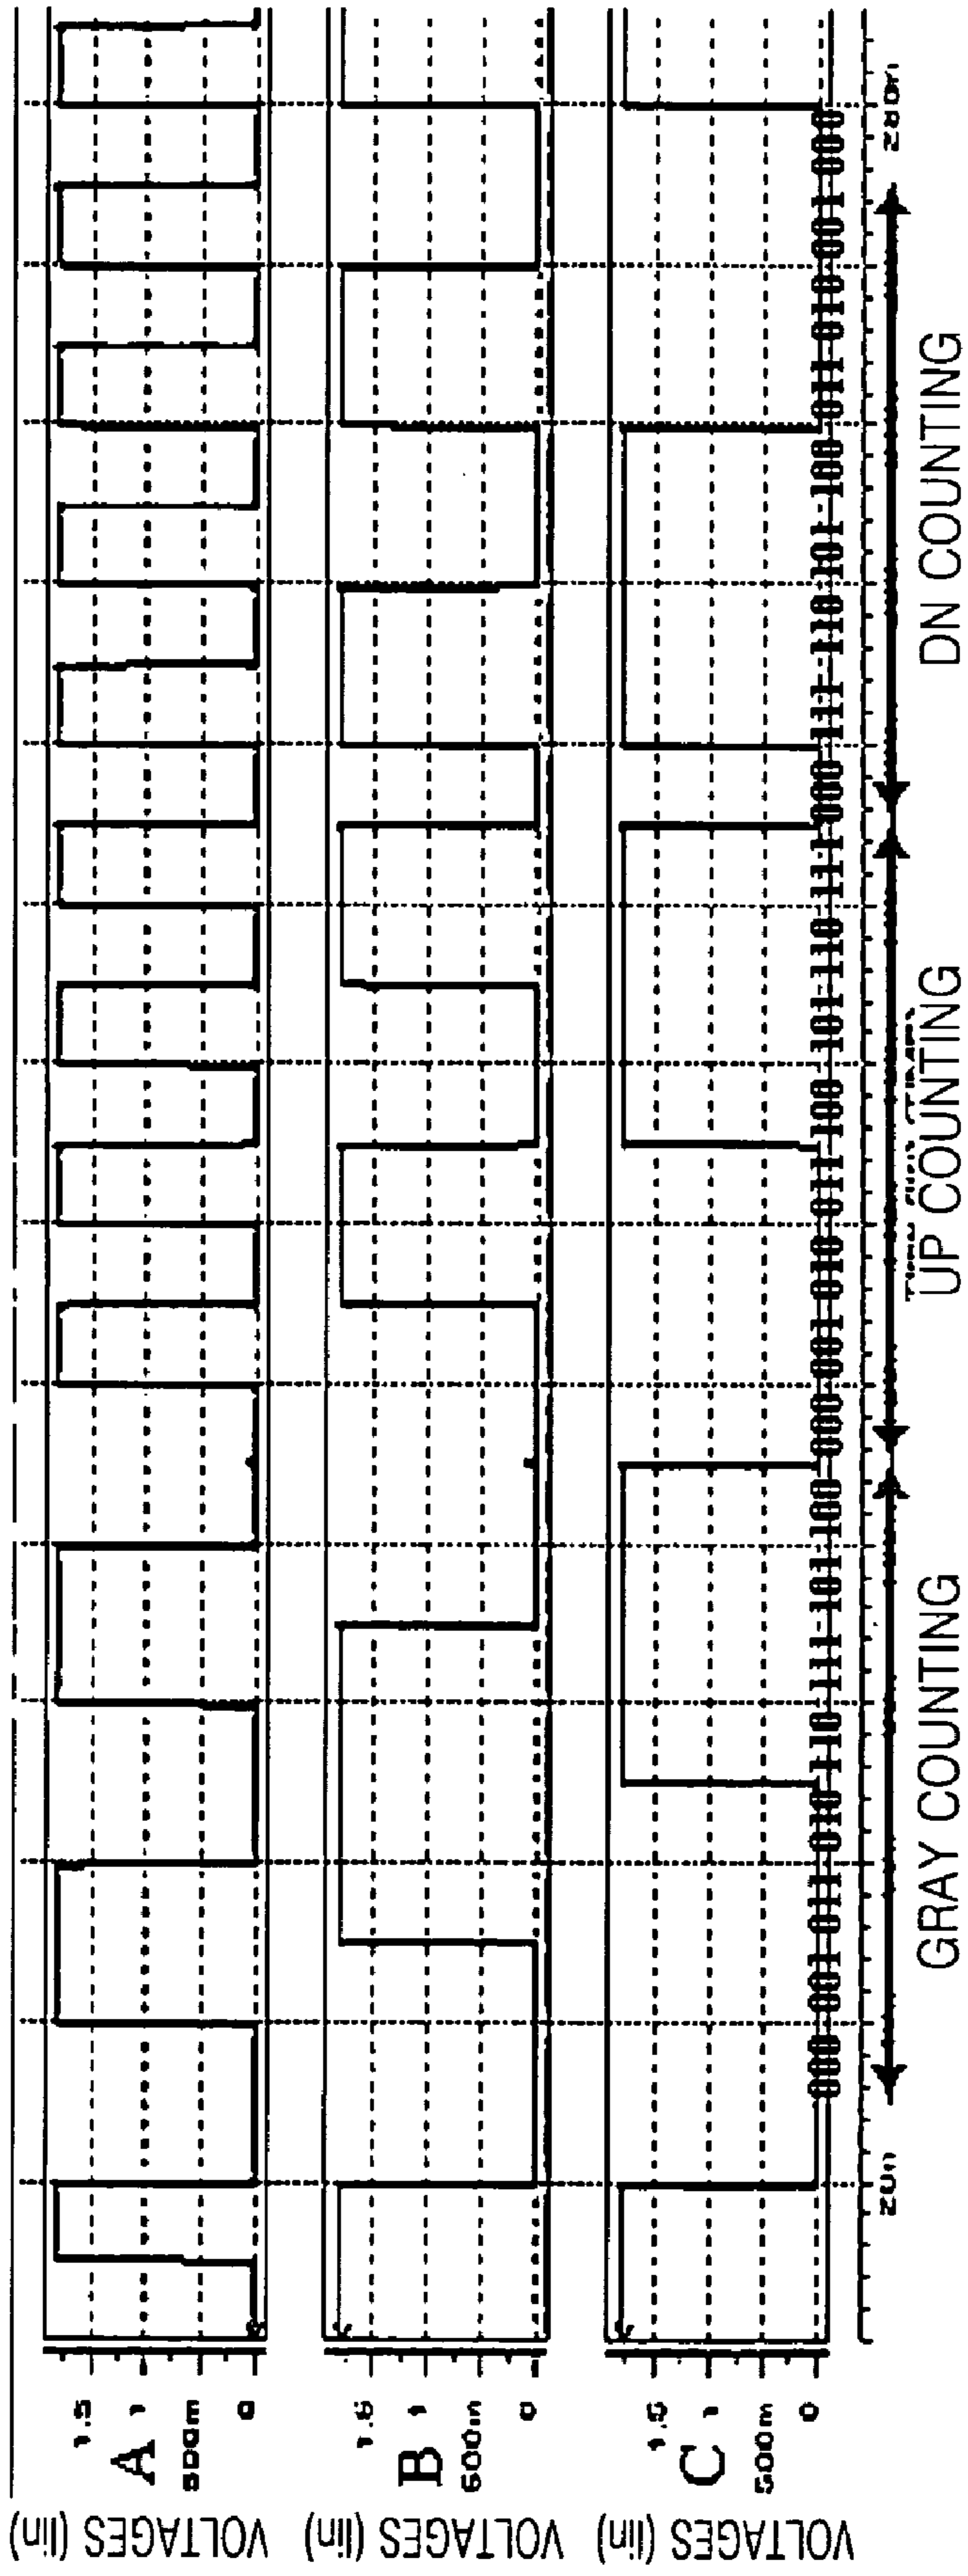 VOLTAGES (lin)
A
1.5
1
500m
0
VOLTAGES (lin)
B
1.5
1
500m
0
VOLTAGES (lin)
C
1.5
1
500m
0
000 001 011 010 110 111 101 100 000 001 010 011 100 101 110 111 000 111 110 101 100 011 010 001 000
20n
GRAY COUNTING
UP COUNTING
DN COUNTING